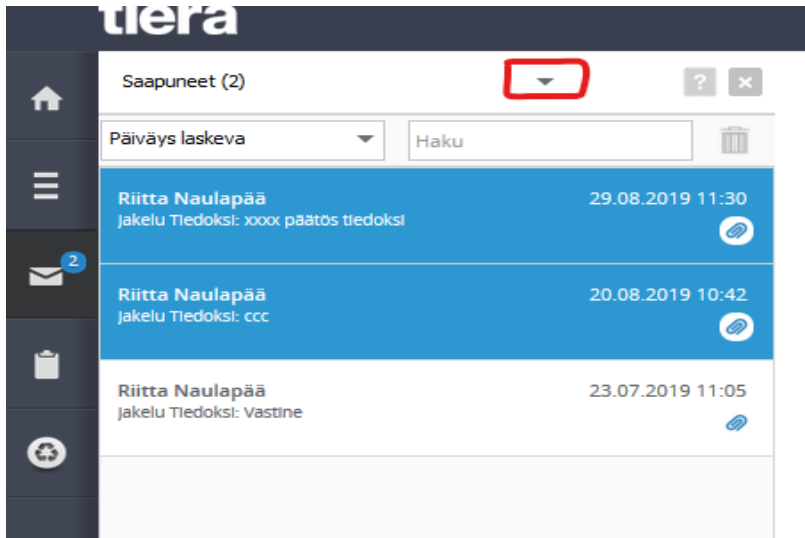 tiera
Saapuneet (2)
?
Päiväys laskeva
Haku
Riitta Naulapää
29.08.2019 11:30
Jakelu Tiedoksi: xxxx päätös tiedoksi
2
Riitta Naulapää
20.08.2019 10:42
Jakelu Tiedoksi: ccc
Riitta Naulapää
23.07.2019 11:05
Jakelu Tiedoksi: Vastine